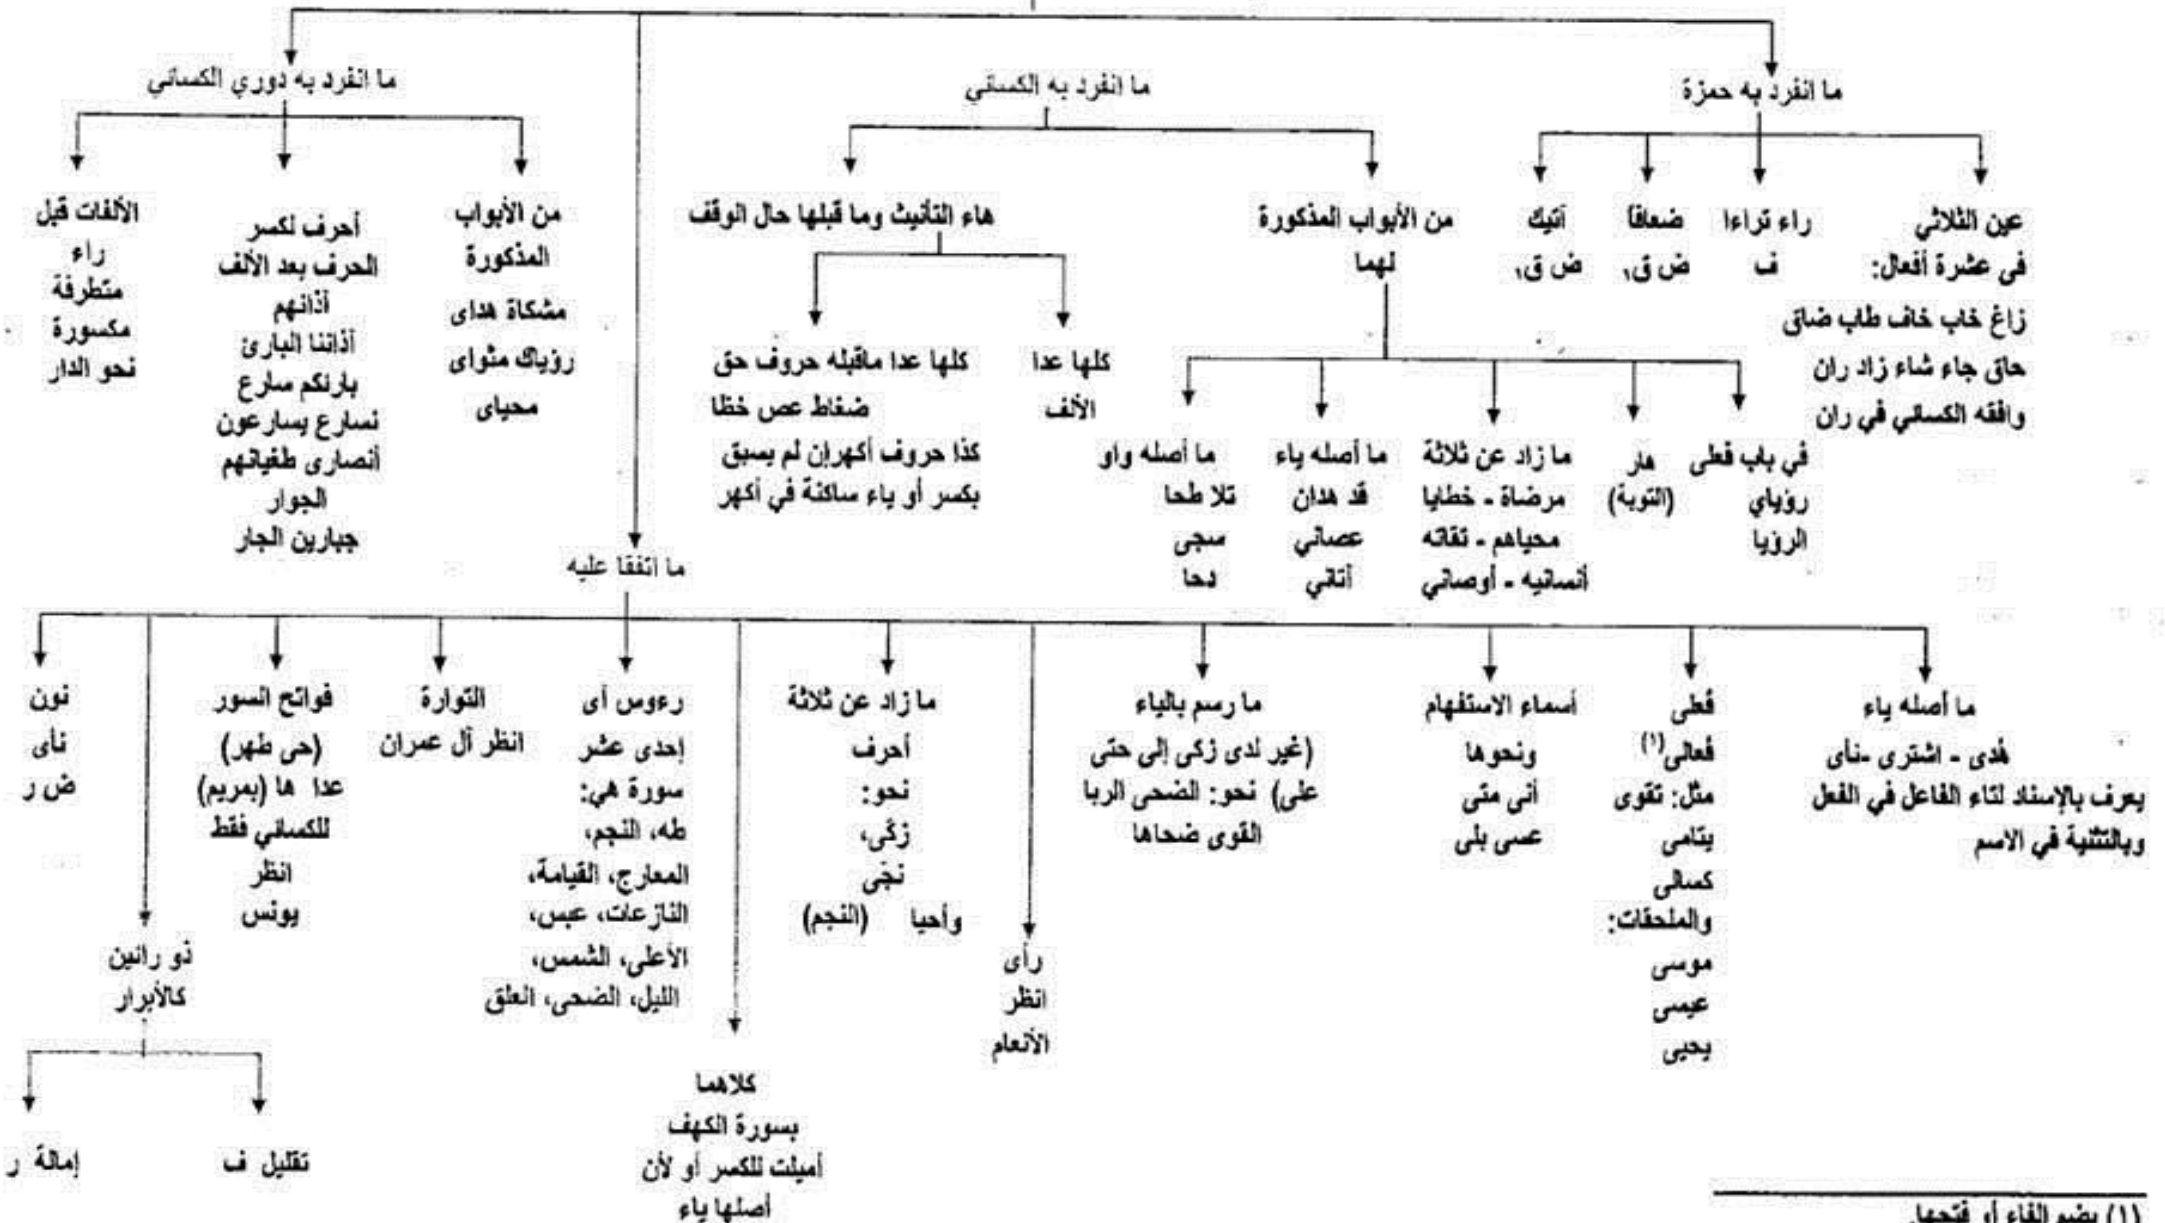 ما انفرد به حمزة
ما انفرد به الكسائي
ما انفرد به دوري الكسائي
عين الثلاثي
في عشرة أفعال:
زاغ خاب خاف طاب ضاق
حاق جاء شاء زاد ران
وافقه الكسائي في ران
راء تراءا
ف
ضعافا
ض ق،
آتيك
ض ق،
من الأبواب المذكورة
لهما
في باب فعلى
رؤياي
الرؤيا
هار
(التوبة)
ما زاد عن ثلاثة
مرضاة - خطايا
محياهم - تقاته
أنسانيه - أوصاني
ما أصله ياء
قد هدان
عصاني
أتاني
ما أصله واو
تلا طحا
سجى
دحا
هاء التأنيث وما قبلها حال الوقف
كلها عدا
الألف
كلها عدا ماقبله حروف حق
ضغاط عص خظا
كذا حروف أكهرإن لم يسبق
بكسر أو ياء ساكنة في أكهر
من الأبواب
المذكورة
مشكاة هداى
رؤياك مثواى
محياى
أحرف لكسر
الحرف بعد الألف
أذانهم
أذاننا البارئ
بارئكم سارع
نسارع يسارعون
أنصارى طغيانهم
الجوار
جبارين الجار
الألفات قبل
راء
متطرفة
مكسورة
نحو الدار
ما اتفقا عليه
ما أصله ياء
هدى - اشترى -نأى
يعرف بالإسناد لتاء الفاعل في الفعل
وبالتثنية في الاسم
فعلى
فعالى(١)
مثل: تقوى
يتامى
كسالى
والملحقات:
موسى
عيسى
يحيى
أسماء الاستفهام
ونحوها
أنى متى
عسى بلى
ما رسم بالياء
(غير لدى زكى إلى حتى
على) نحو: الضحى الربا
القوى ضحاها
رأى
انظر
الأنعام
ما زاد عن ثلاثة
أحرف
نحو:
زكّى،
نجّى
وأحيا (النجم)
كلاهما
بسورة الكهف
أميلت للكسر أو لأن
أصلها ياء
رءوس آى
إحدى عشر
سورة هي:
طه، النجم،
المعارج، القيامة،
النازعات، عبس،
الأعلى، الشمس،
الليل، الضحى، العلق
التوارة
انظر آل عمران
فواتح السور
(حى طهر)
عدا ها (بمريم)
للكسائي فقط
انظر
يونس
ذو رائين
كالأبرار
تقليل ف
إمالة ر
نون
نأى
ض ر
(١) بضم الفاء أو فتحها.